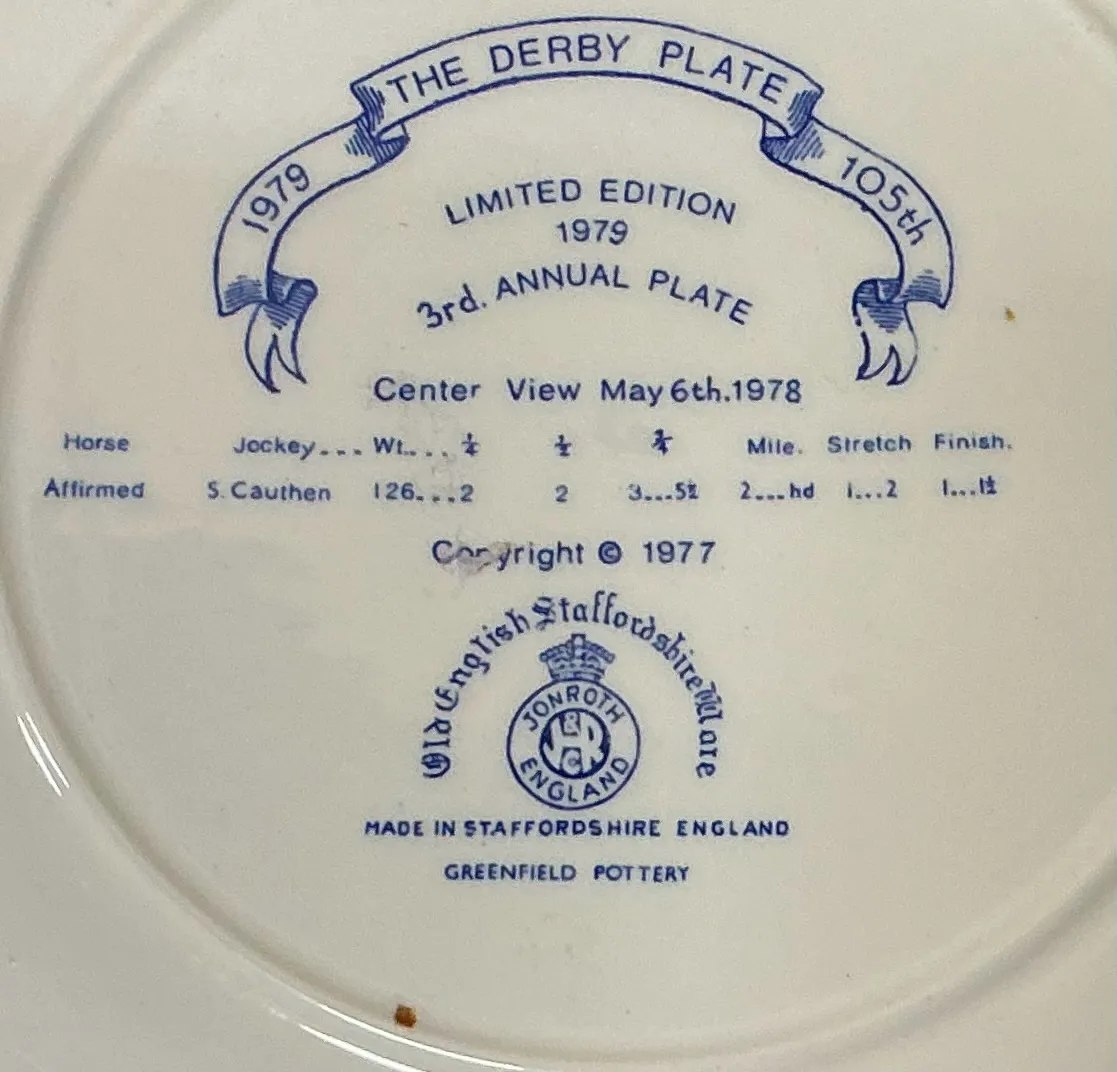 THE DERBY PLATE
1979
105th
LIMITED EDITION
1979
3rd. ANNUAL PLATE
Center View May 6th.1978
Horse Jockey... Wt.... ¼ ½ ¾ Mile. Stretch Finish.
Affirmed S. Cauthen 126...2 2 3...5½ 2...hd 1...2 1...1½
Copyright © 1977
Old English Staffordshire Ware
JONROTH
ENGLAND
MADE IN STAFFORDSHIRE ENGLAND
GREENFIELD POTTERY